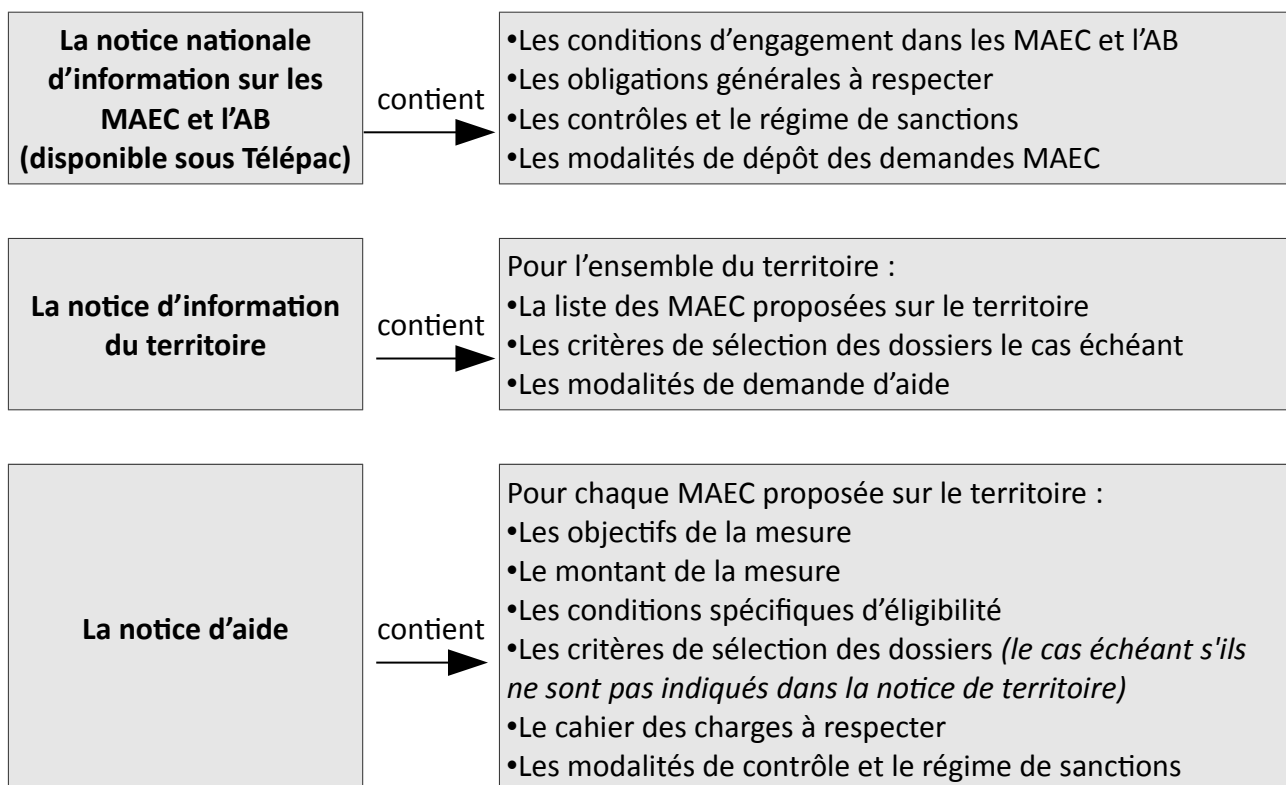 La notice nationale
d’information sur les
MAEC et l’AB
(disponible sous Télépac)
contient
•Les conditions d’engagement dans les MAEC et l’AB
•Les obligations générales à respecter
•Les contrôles et le régime de sanctions
•Les modalités de dépôt des demandes MAEC
La notice d’information
du territoire
contient
Pour l’ensemble du territoire :
•La liste des MAEC proposées sur le territoire
•Les critères de sélection des dossiers le cas échéant
•Les modalités de demande d’aide
La notice d’aide
contient
Pour chaque MAEC proposée sur le territoire :
•Les objectifs de la mesure
•Le montant de la mesure
•Les conditions spécifiques d’éligibilité
•Les critères de sélection des dossiers (le cas échéant s'ils
ne sont pas indiqués dans la notice de territoire)
•Le cahier des charges à respecter
•Les modalités de contrôle et le régime de sanctions